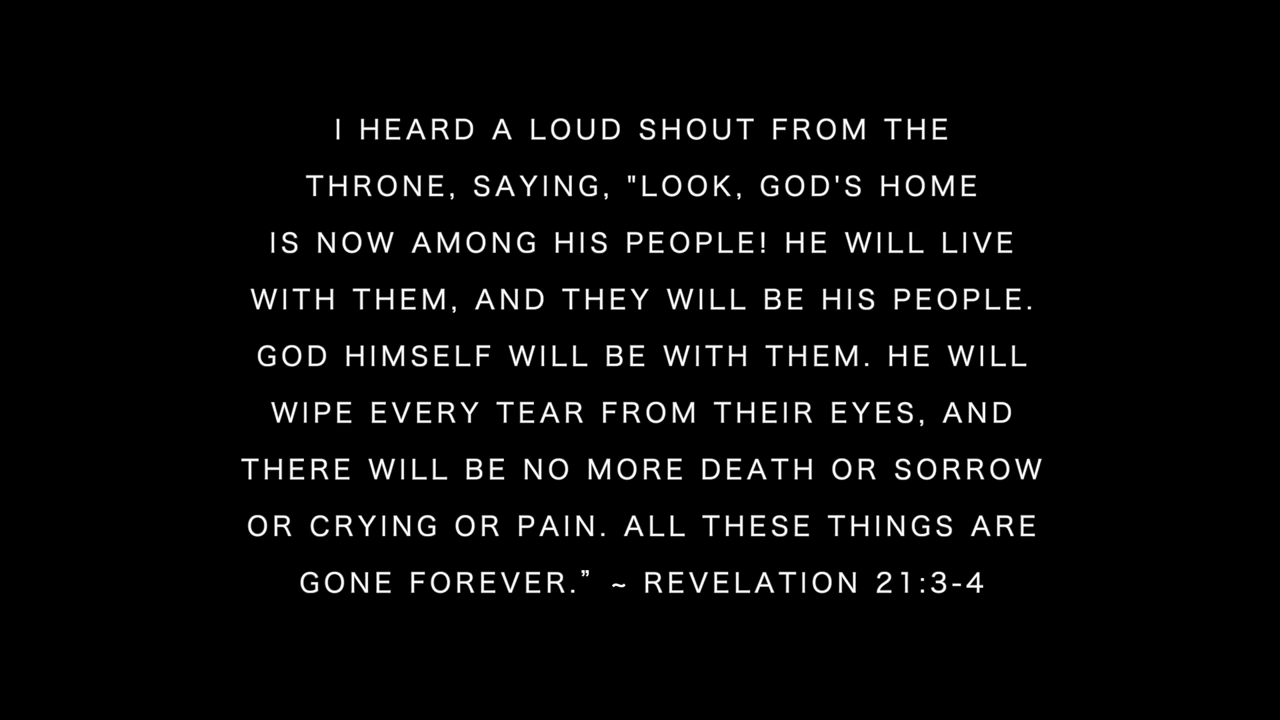 I HEARD A LOUD SHOUT FROM THE
THRONE, SAYING, "LOOK, GOD'S HOME
IS NOW AMONG HIS PEOPLE! HE WILL LIVE
WITH THEM, AND THEY WILL BE HIS PEOPLE.
GOD HIMSELF WILL BE WITH THEM. HE WILL
WIPE EVERY TEAR FROM THEIR EYES, AND
THERE WILL BE NO MORE DEATH OR SORROW
OR CRYING OR PAIN. ALL THESE THINGS ARE
GONE FOREVER.” ~ REVELATION 21:3-4